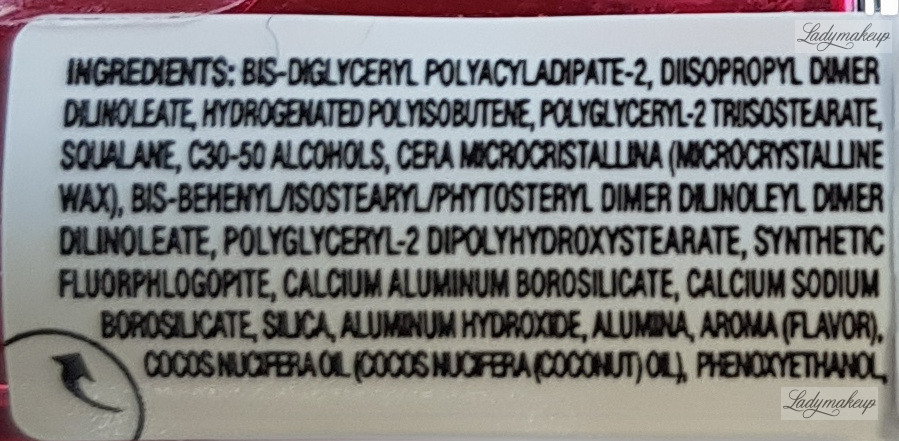 Ladymakeup
INGREDIENTS: BIS-DIGLYCERYL POLYACYLADIPATE-2, DIISOPROPYL DIMER
DILINOLEATE, HYDROGENATED POLYISOBUTENE, POLYGLYCERYL-2 TRIISOSTEARATE,
SQUALANE, C30-50 ALCOHOLS, CERA MICROCRISTALLINA (MICROCRYSTALLINE
WAX), BIS-BEHENYL/ISOSTEARYL/PHYTOSTERYL DIMER DILINOLEYL DIMER
DILINOLEATE, POLYGLYCERYL-2 DIPOLYHYDROXYSTEARATE, SYNTHETIC
FLUORPHLOGOPITE, CALCIUM ALUMINUM BOROSILICATE, CALCIUM SODIUM
BOROSILICATE, SILICA, ALUMINUM HYDROXIDE, ALUMINA, AROMA (FLAVOR),
COCOS NUCIFERA OIL (COCOS NUCIFERA (COCONUT) OIL), PHENOXYETHANOL,
Ladymakeup